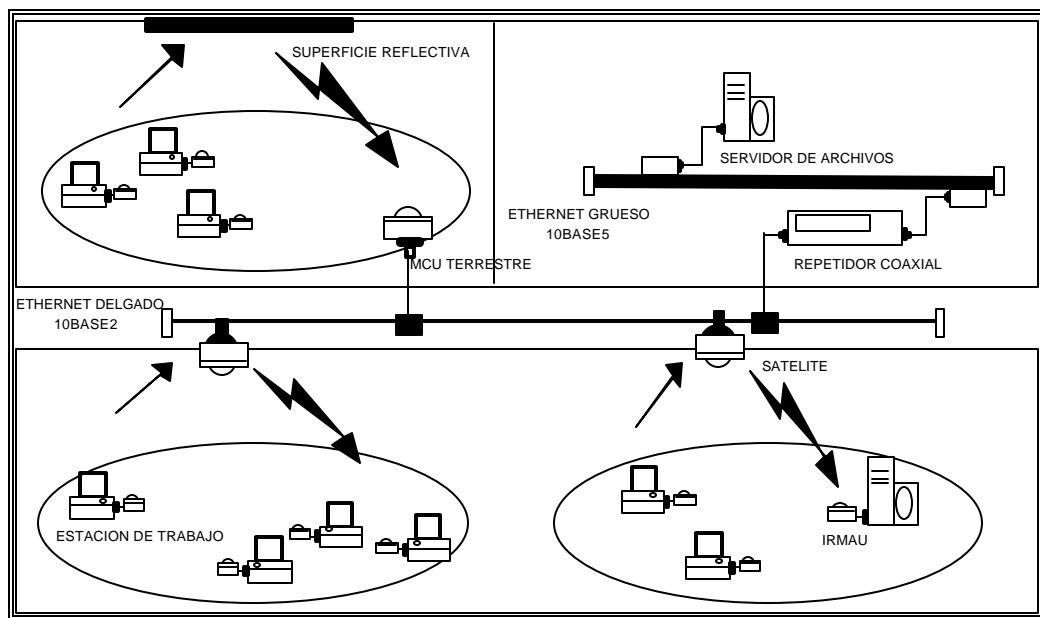 SUPERFICIE REFLECTIVA
SERVIDOR DE ARCHIVOS
ETHERNET GRUESO
10BASE5
MCU TERRESTRE
REPETIDOR COAXIAL
ETHERNET DELGADO
10BASE2
SATELITE
ESTACION DE TRABAJO
IRMAU